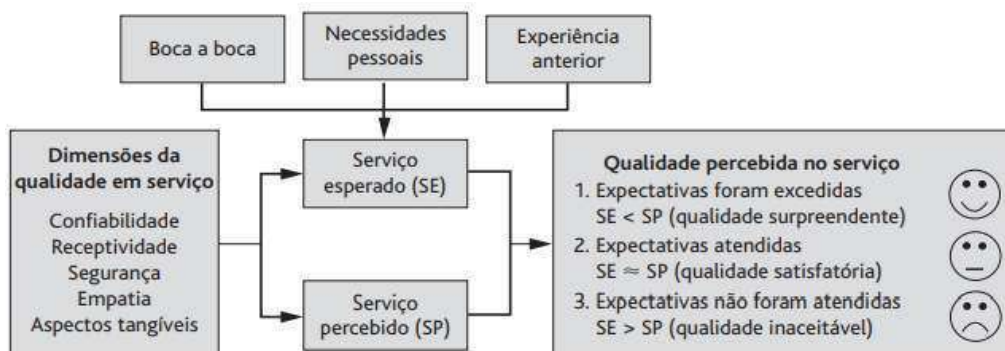 Boca a boca
Necessidades
pessoais
Experiência
anterior
Dimensões da
qualidade em serviço
Confiabilidade
Receptividade
Segurança
Empatia
Aspectos tangíveis
Serviço
esperado (SE)
Serviço
percebido (SP)
Qualidade percebida no serviço
1. Expectativas foram excedidas
SE < SP (qualidade surpreendente)
2. Expectativas atendidas
SE ≈ SP (qualidade satisfatória)
3. Expectativas não foram atendidas
SE > SP (qualidade inaceitável)